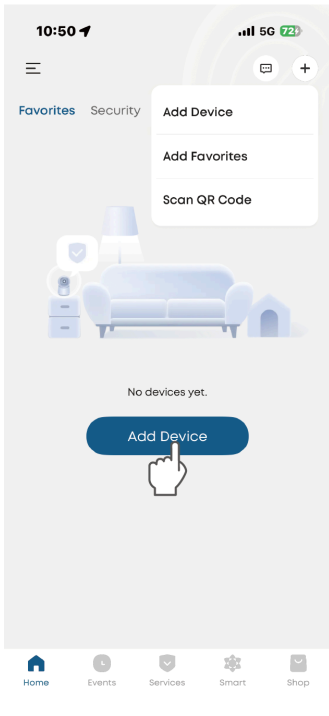 10:50
5G 72
Favorites Security
Add Device
Add Favorites
Scan QR Code
No devices yet.
Add Device
Home Events Services Smart Shop